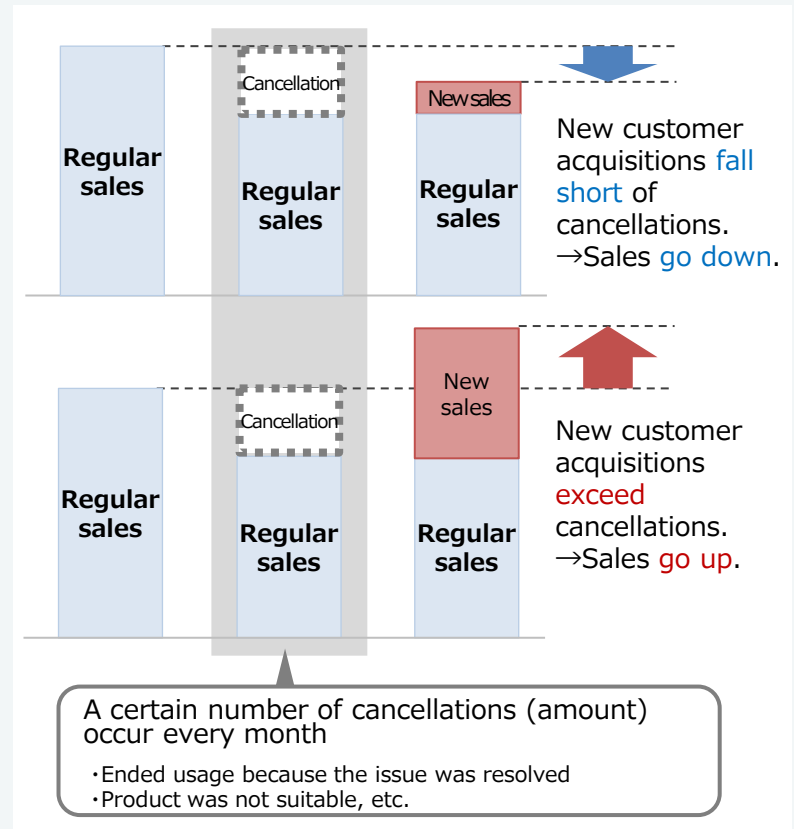 Cancellation
New sales
Regular
sales
Regular
sales
Regular
sales
New customer
acquisitions fall
short of
cancellations.
→Sales go down.
New
sales
Cancellation
Regular
sales
Regular
sales
Regular
sales
New customer
acquisitions
exceed
cancellations.
→Sales go up.
A certain number of cancellations (amount)
occur every month
・Ended usage because the issue was resolved
・Product was not suitable, etc.